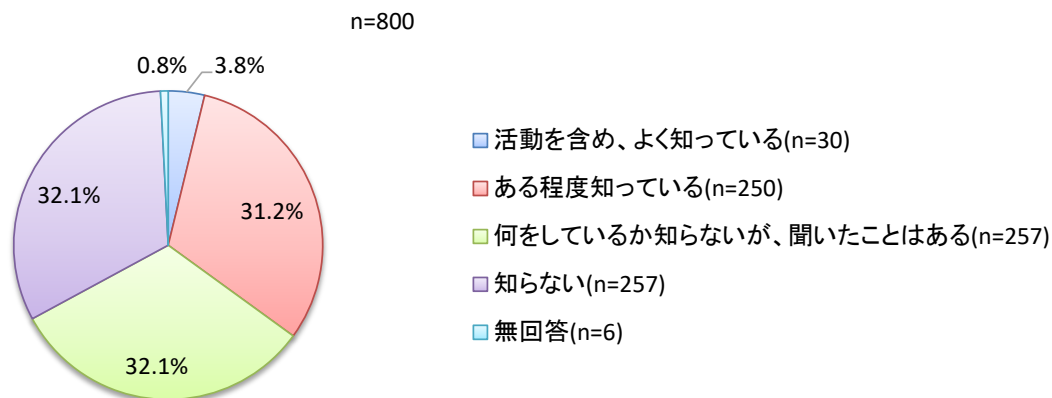 n=800
0.8%
3.8%
31.2%
32.1%
32.1%
活動を含め、よく知っている(n=30)
ある程度知っている(n=250)
何をしているか知らないが、聞いたことはある(n=257)
知らない(n=257)
無回答(n=6)